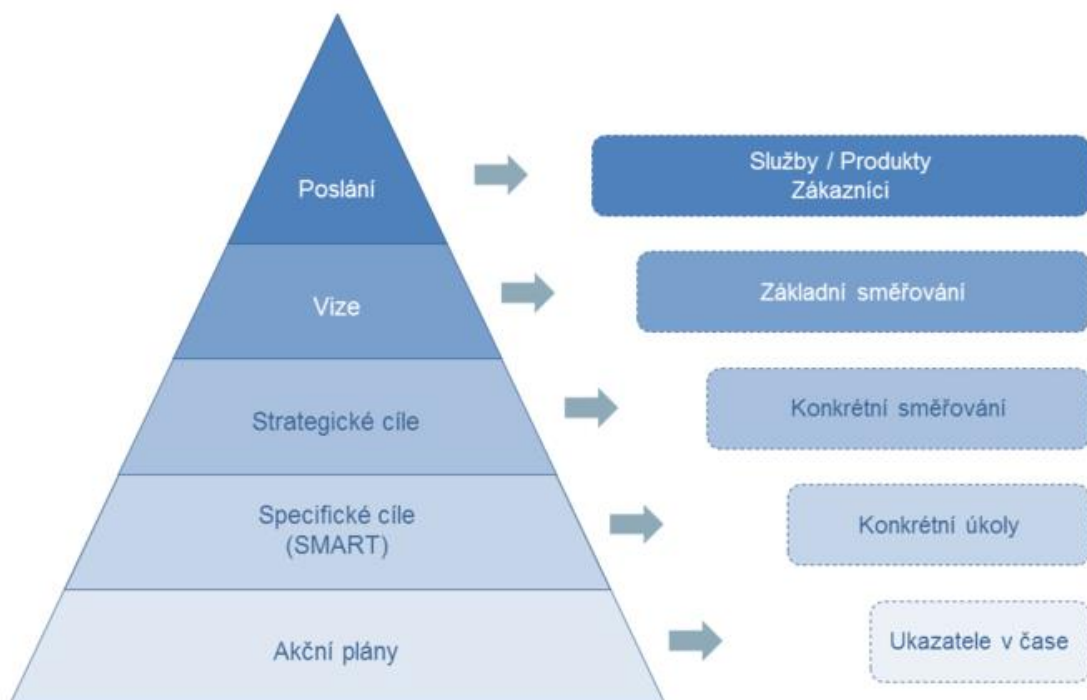 Poslání
Služby / Produkty
Zákazníci
Vize
Základní směřování
Strategické cíle
Konkrétní směřování
Specifické cíle
(SMART)
Konkrétní úkoly
Akční plány
Ukazatele v čase